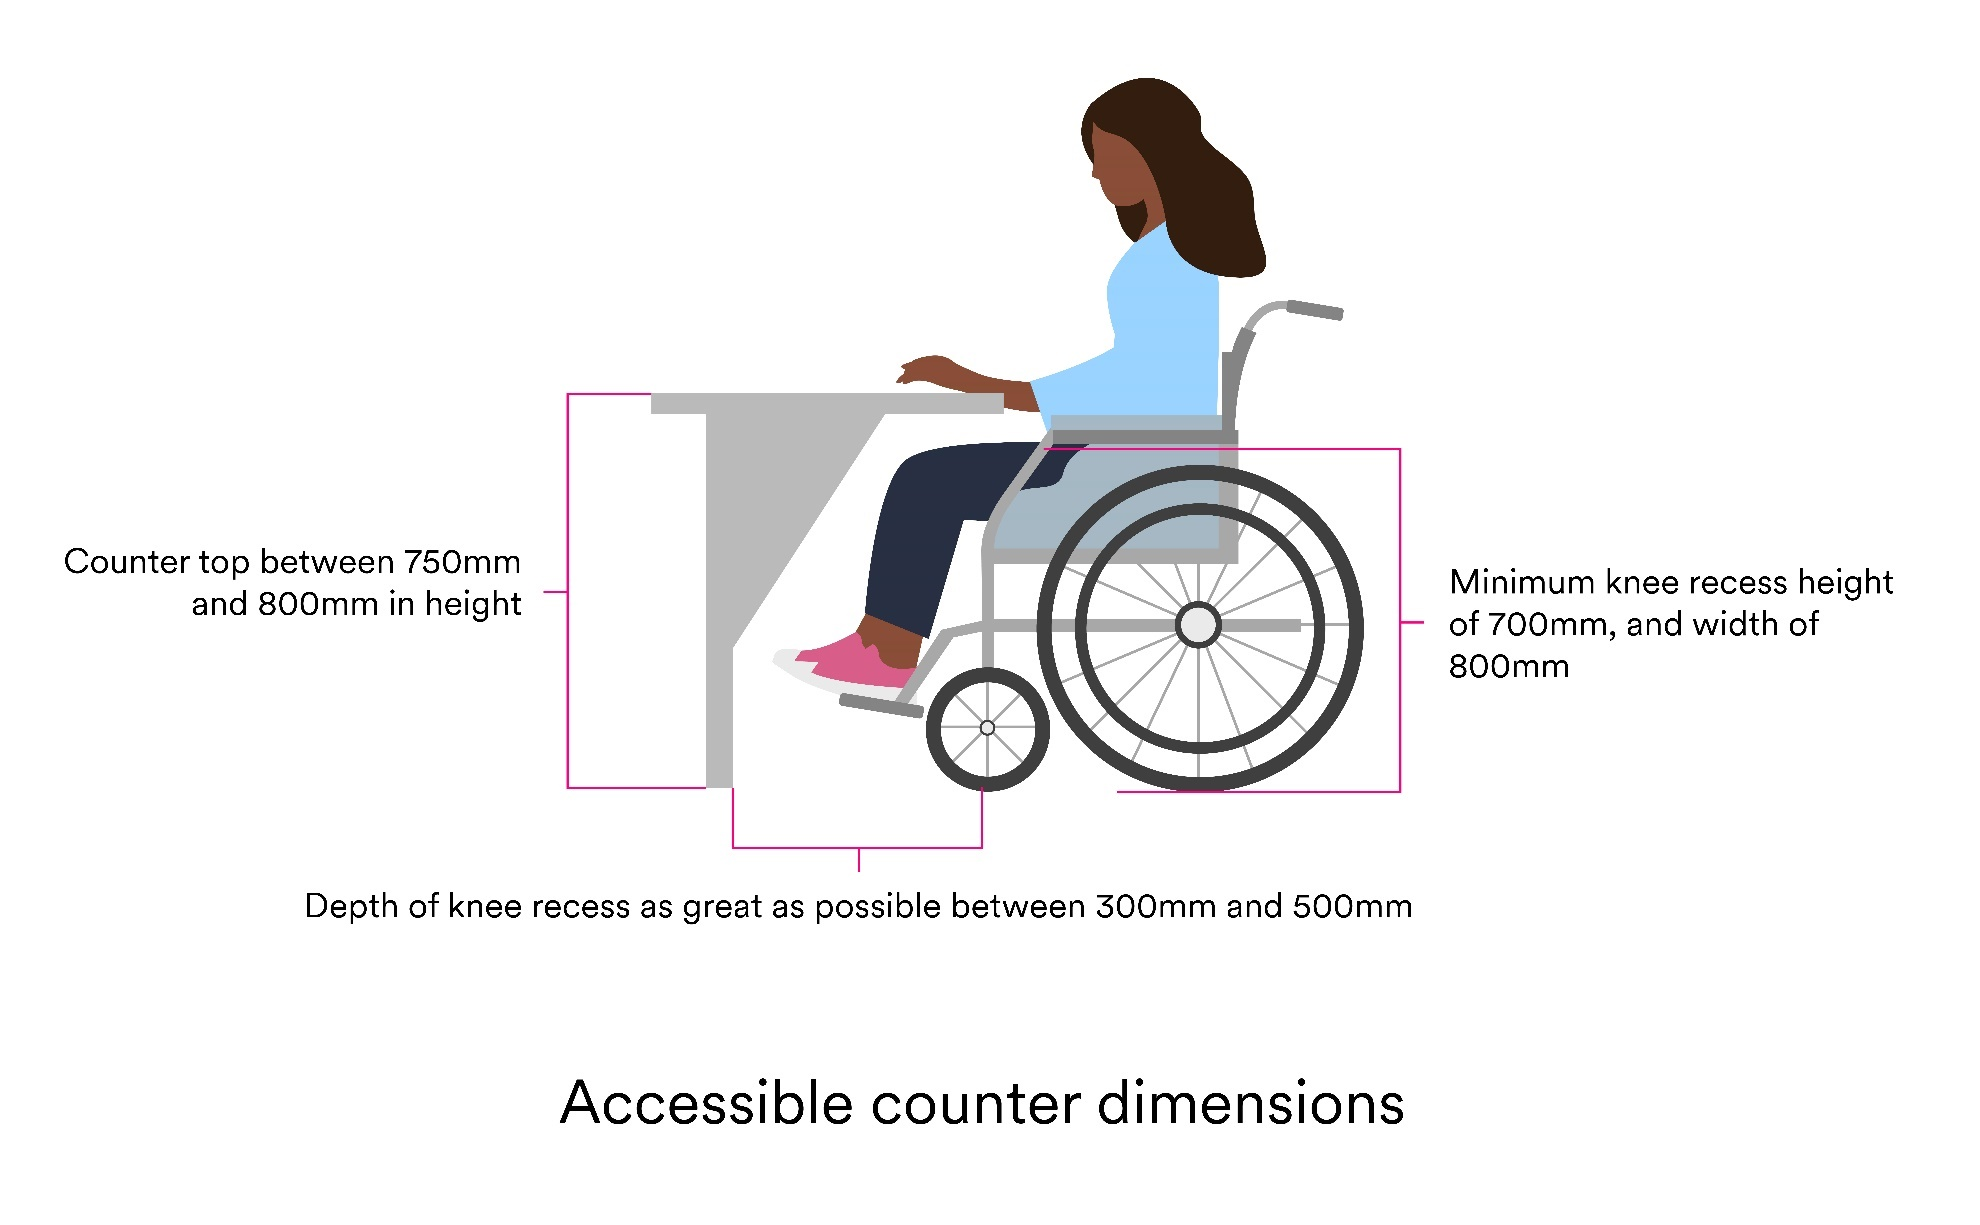 Counter top between 750mm
and 800mm in height
Minimum knee recess height
of 700mm, and width of
800mm
Depth of knee recess as great as possible between 300mm and 500mm
Accessible counter dimensions